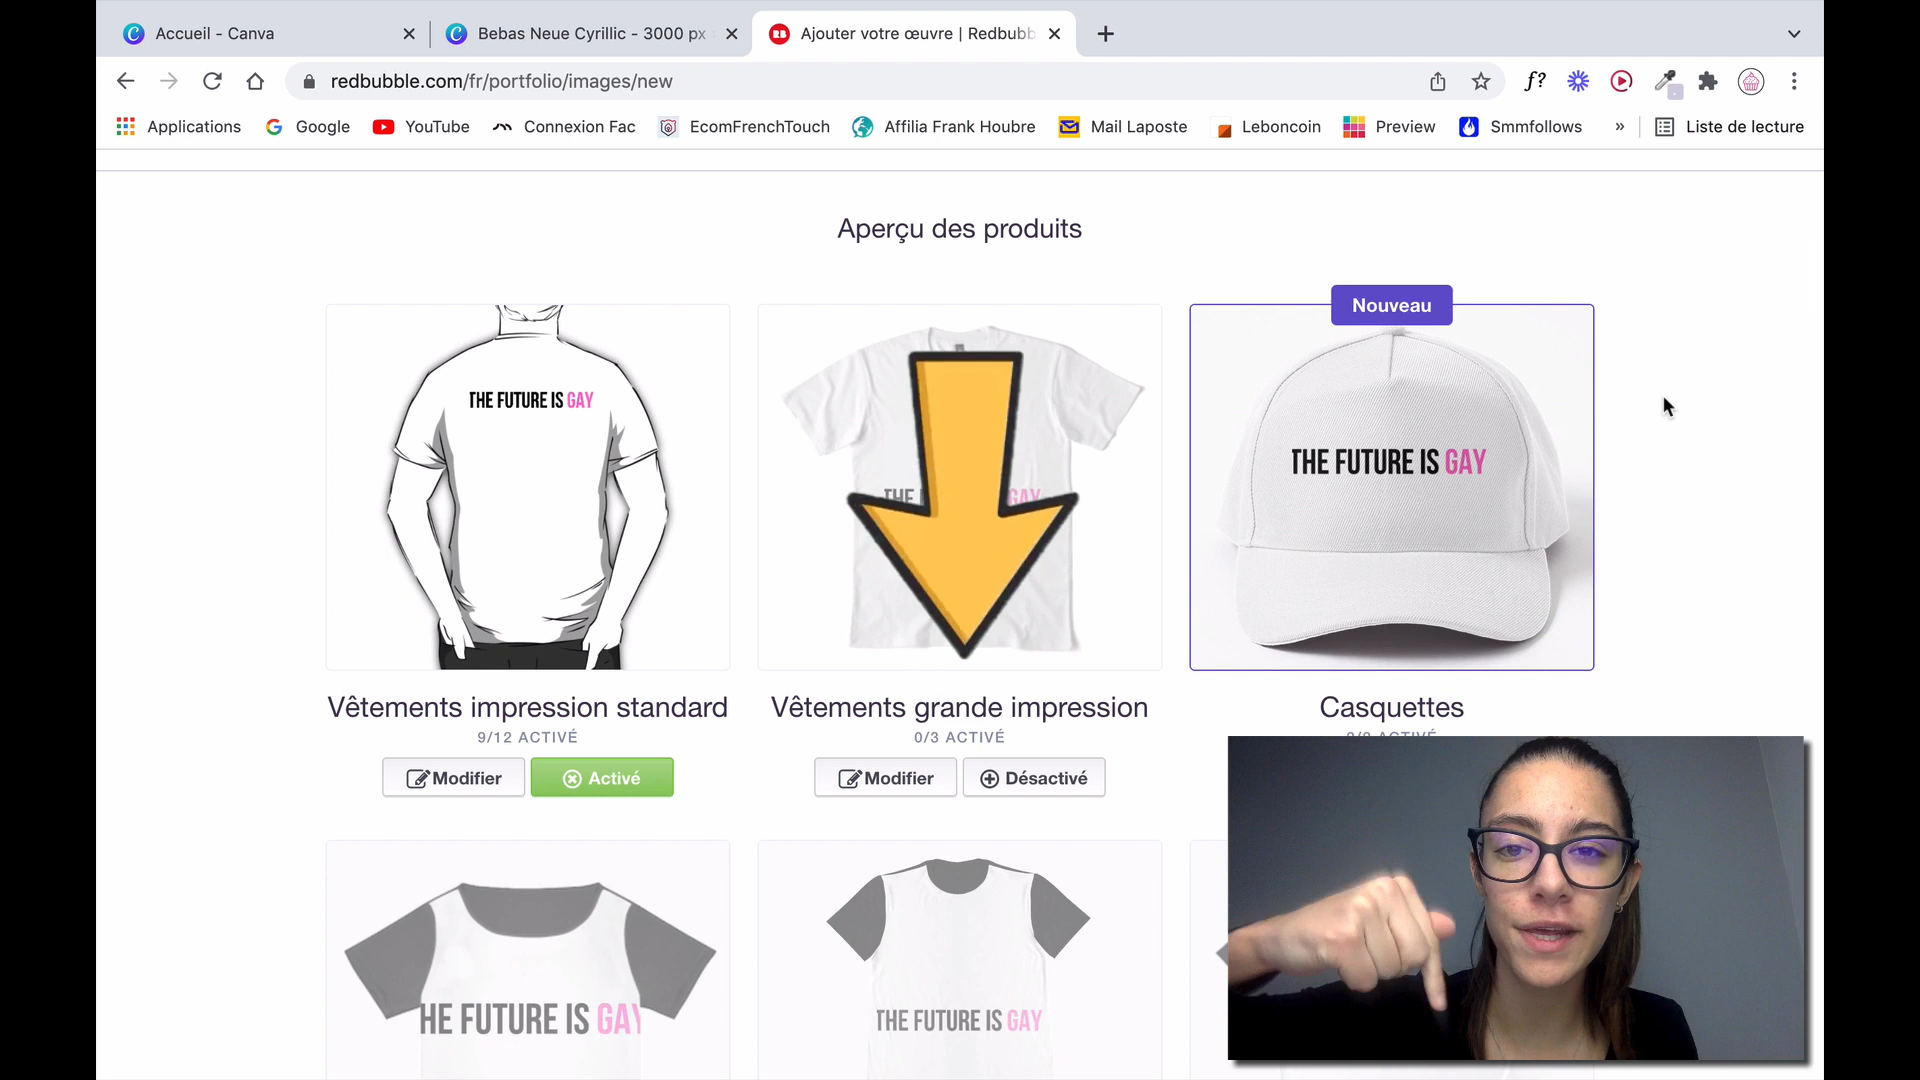 Accueil - Canva
Bebas Neue Cyrillic - 3000 px
Ajouter votre œuvre | Redbubb
redbubble.com/fr/portfolio/images/new
f?
Applications
Google
YouTube
Connexion Fac
EcomFrenchTouch
Affilia Frank Houbre
Mail Laposte
Leboncoin
Preview
Smmfollows
»
Liste de lecture
Aperçu des produits
Nouveau
THE FUTURE IS GAY
THE GAY
THE FUTURE IS GAY
Vêtements impression standard
Vêtements grande impression
Casquettes
9/12 ACTIVÉ
0/3 ACTIVÉ
Modifier
Activé
Modifier
Désactivé
HE FUTURE IS GAY
THE FUTURE IS GAY